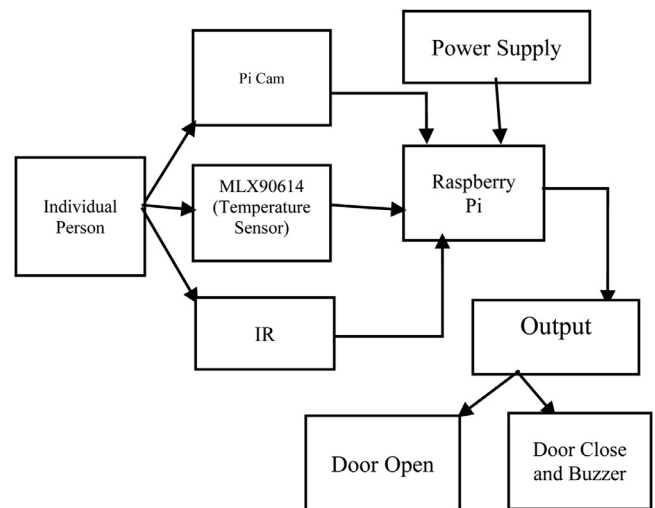 Power Supply
Pi Cam
Individual
Person
MLX90614
(Temperature
Sensor)
Raspberry
Pi
IR
Output
Door Open
Door Close
and Buzzer